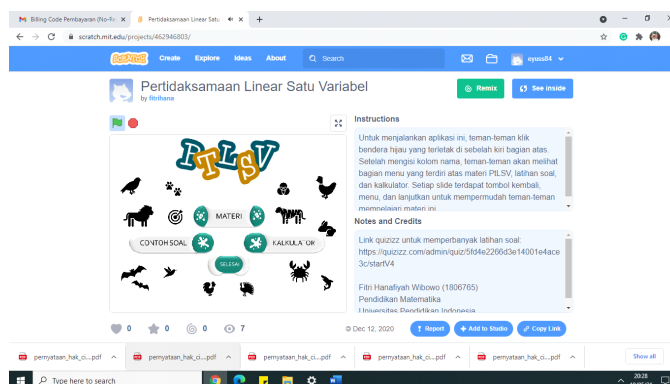 Billing Code Pembayaran (No-Re
Pertidaksamaan Linear Satu
scratch.mit.edu/projects/462946803/
SCRATCH Create Explore Ideas About Search eyuss84
Pertidaksamaan Linear Satu Variabel
by fitrihana
Remix See inside
PtLSV
MATERI
CONTOH SOAL
KALKULATOR
SELESAI
Instructions
Untuk menjalankan aplikasi ini, teman-teman klik
bendera hijau yang terletak di sebelah kiri bagian atas.
Setelah mengisi kolom nama, teman-teman akan melihat
bagian menu yang terdiri atas materi PILSV, latihan soal,
dan kalkulator. Setiap slide terdapat tombol kembali,
menu, dan lanjutkan untuk mempermudah teman-teman
mempelajari materi ini.
Notes and Credits
Link quizizz untuk memperbanyak latihan soal:
https://quizizz.com/admin/quiz/5fd4e2266d3e14001e4ace
3c/startV4
Fitri Hanafiyah Wibowo (1806765)
Pendidikan Matematika
Universitas Pendidikan Indonesia
0 0 0 7
© Dec 12, 2020
Report Add to Studio Copy Link
pernyataan_hak_ci....pdf pernyataan_hak_ci....pdf pernyataan_hak_ci....pdf pernyataan_hak_ci....pdf pernyataan_hak_ci....pdf Show all
Type here to search
20:28